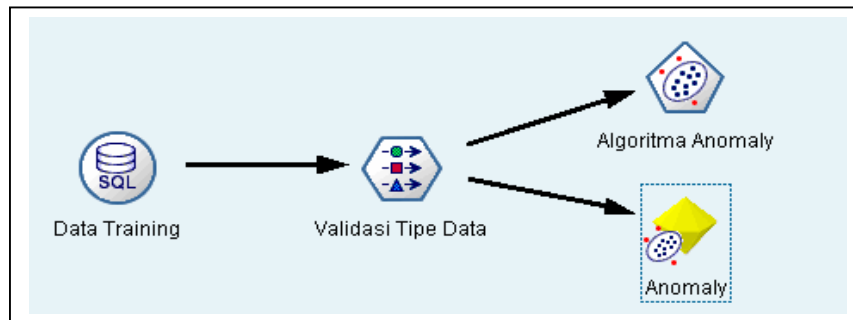 SQL
Data Training
Validasi Tipe Data
Algoritma Anomaly
Anomaly